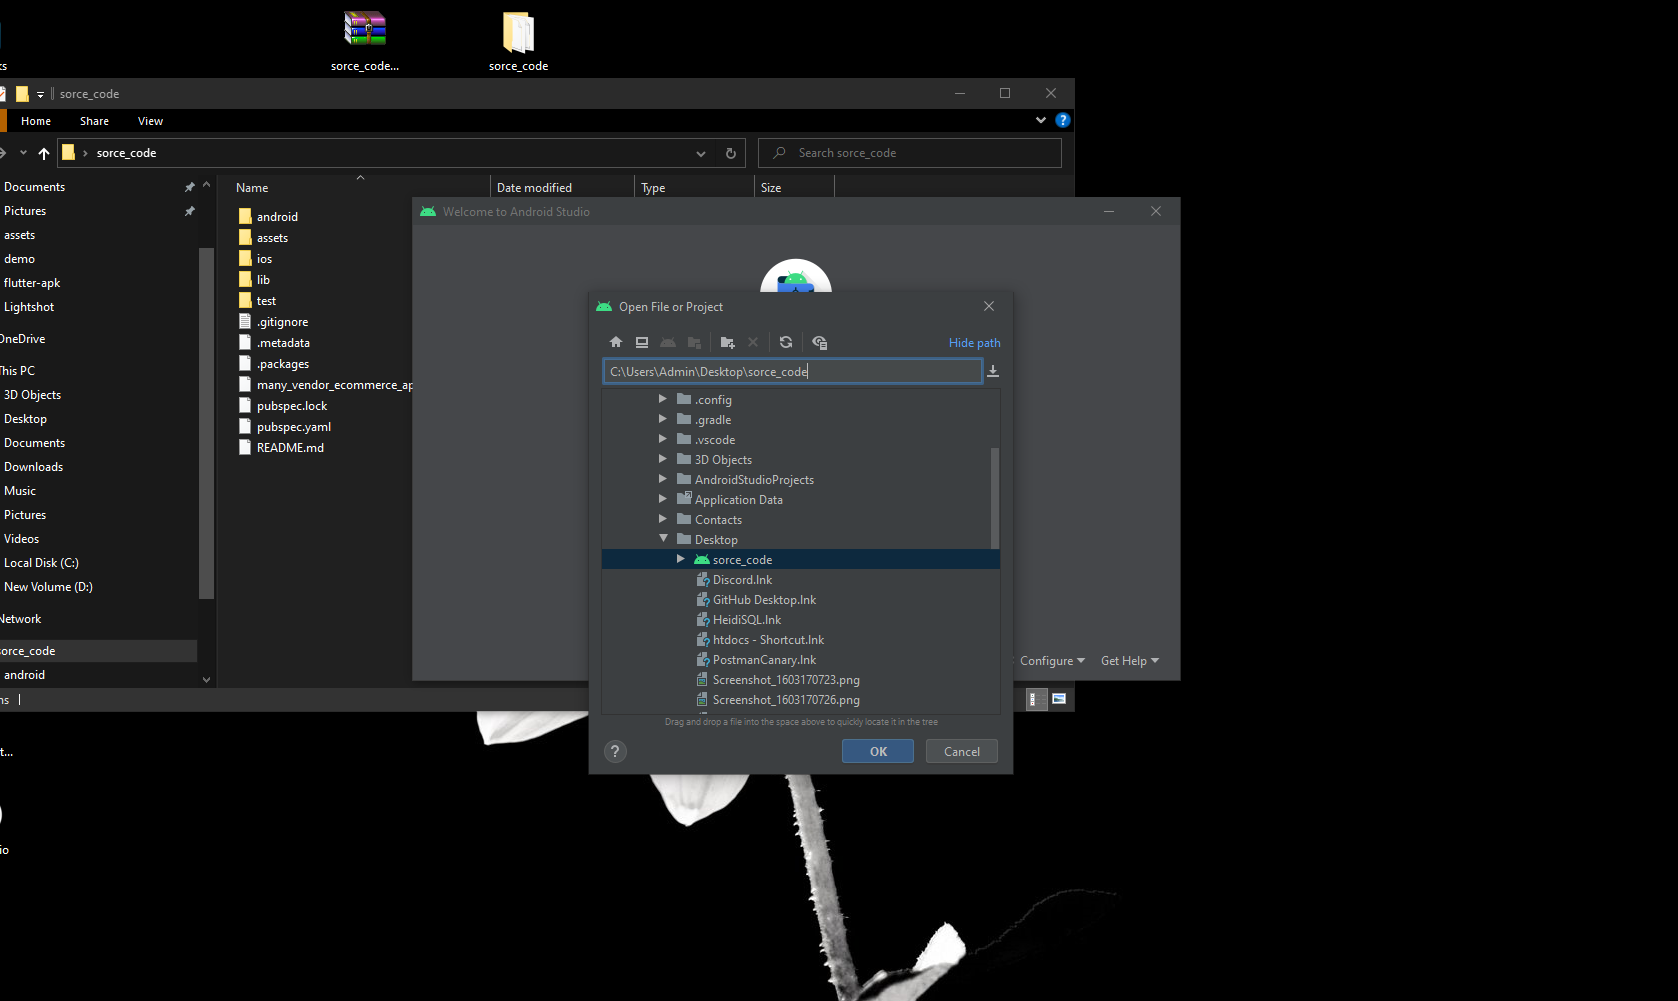 ks
sorce_code...
sorce_code
sorce_code
Home
Share
View
sorce_code
Search sorce_code
Name
Date modified
Type
Size
Documents
Pictures
assets
demo
flutter-apk
Lightshot
OneDrive
This PC
3D Objects
Desktop
Documents
Downloads
Music
Pictures
Videos
Local Disk (C:)
New Volume (D:)
Network
sorce_code
android
android
assets
ios
lib
test
.gitignore
.metadata
.packages
many_vendor_ecommerce_ap
pubspec.lock
pubspec.yaml
README.md
ms
Welcome to Android Studio
Configure
Get Help
Open File or Project
Hide path
C:\Users\Admin\Desktop\sorce_code
.config
.gradle
.vscode
3D Objects
AndroidStudioProjects
Application Data
Contacts
Desktop
sorce_code
Discord.lnk
GitHub Desktop.lnk
HeidiSQL.lnk
htdocs - Shortcut.lnk
PostmanCanary.lnk
Screenshot_1603170723.png
Screenshot_1603170726.png
Drag and drop a file into the space above to quickly locate it in the tree
?
OK
Cancel
t...
io